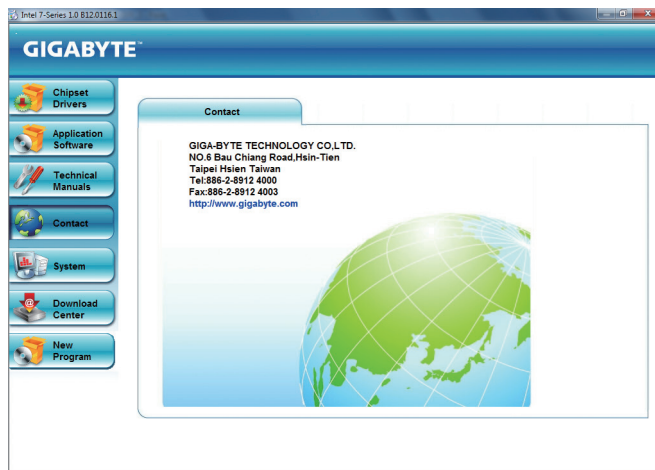 Intel 7-Series 1.0 B12.0116.1
GIGABYTE™
Chipset
Drivers
Application
Software
Technical
Manuals
Contact
System
Download
Center
New
Program
Contact
GIGA-BYTE TECHNOLOGY CO,LTD.
NO.6 Bau Chiang Road,Hsin-Tien
Taipei Hsien Taiwan
Tel:886-2-8912 4000
Fax:886-2-8912 4003
http://www.gigabyte.com